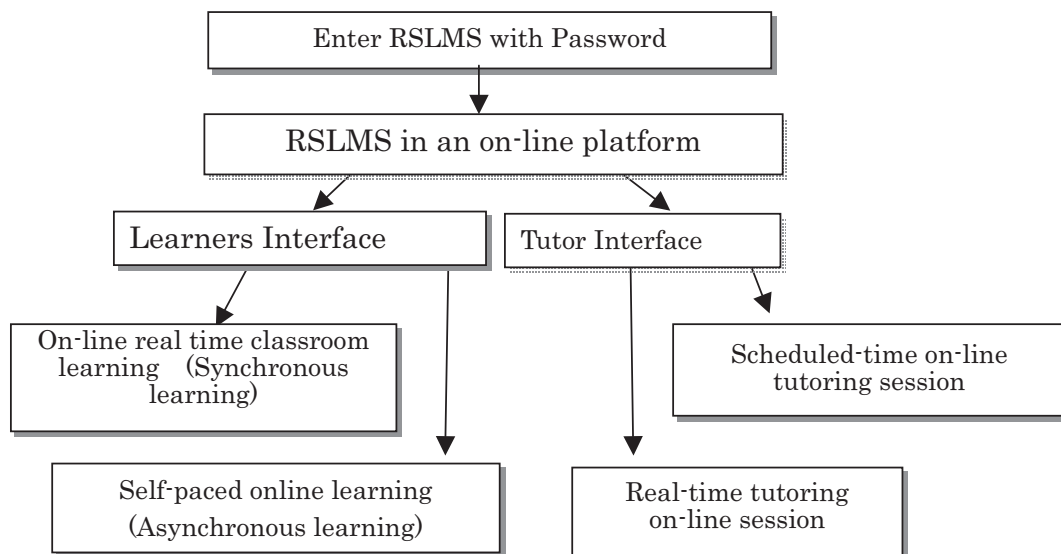 Enter RSLMS with Password
RSLMS in an on-line platform
Learners Interface
Tutor Interface
On-line real time classroom
learning (Synchronous
learning)
Scheduled-time on-line
tutoring session
Self-paced online learning
(Asynchronous learning)
Real-time tutoring
on-line session